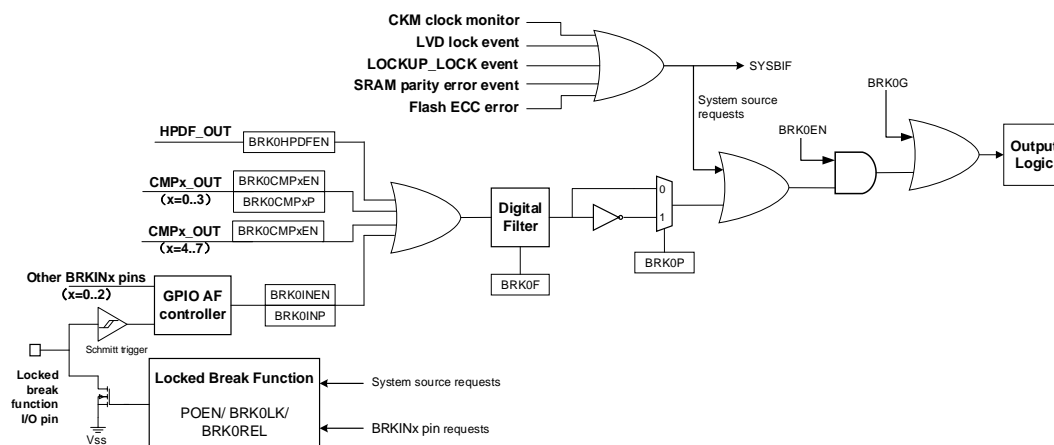 CKM clock monitor
LVD lock event
LOCKUP_LOCK event
SRAM parity error event
Flash ECC error
SYSBIF
System source
requests
BRK0G
BRK0EN
Output
Logic
HPDF_OUT
BRK0HPDFEN
CMPx_OUT
(x=0..3)
BRK0CMPxEN
BRK0CMPxP
CMPx_OUT
(x=4..7)
BRK0CMPxEN
Digital
Filter
BRK0F
0
1
BRK0P
Other BRKINx pins
(x=0..2)
GPIO AF
controller
BRK0INEN
BRK0INP
Schmitt trigger
Locked
break
function
I/O pin
Vss
Locked Break Function
POEN/ BRK0LK/
BRK0REL
System source requests
BRKINx pin requests